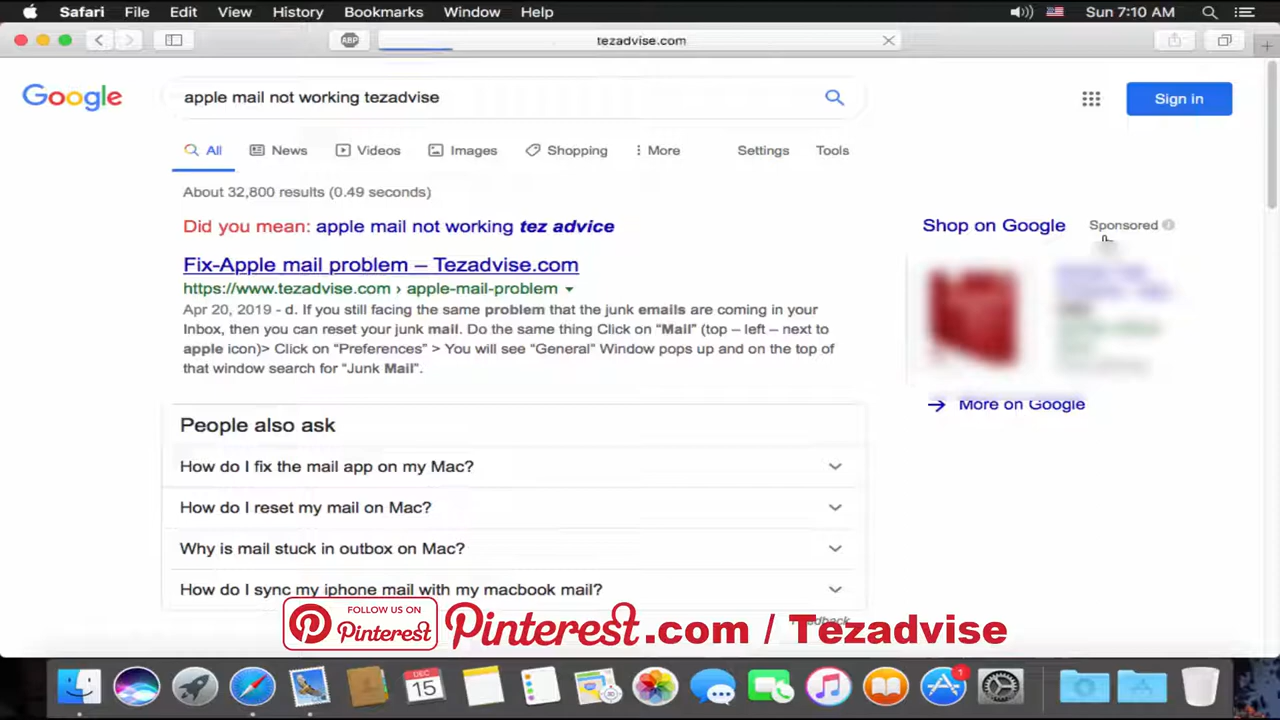 Safari File Edit View History Bookmarks Window Help Sun 7:10 AM
ABP tezadvise.com
Google apple mail not working tezadvise Sign in
All News Videos Images Shopping More Settings Tools
About 32,800 results (0.49 seconds)
Did you mean: apple mail not working tez advice
Shop on Google Sponsored
Fix-Apple mail problem – Tezadvise.com
https://www.tezadvise.com › apple-mail-problem
Apr 20, 2019 - d. If you still facing the same problem that the junk emails are coming in your
Inbox, then you can reset your junk mail. Do the same thing Click on “Mail” (top – left – next to
apple icon)> Click on “Preferences” > You will see “General” Window pops up and on the top of
that window search for “Junk Mail”.
More on Google
People also ask
How do I fix the mail app on my Mac?
How do I reset my mail on Mac?
Why is mail stuck in outbox on Mac?
How do I sync my iphone mail with my macbook mail?
FOLLOW US ON
Pinterest
Pinterest.com / Tezadvise
DEC
15
1